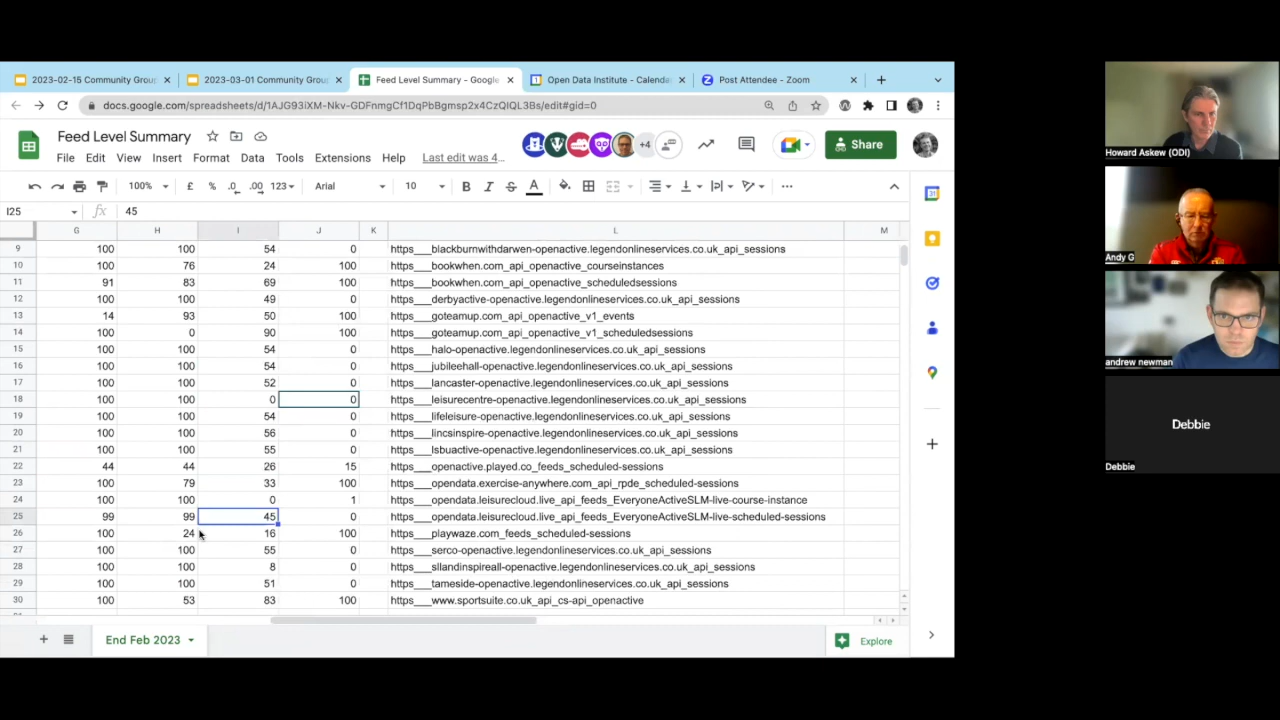 2023-02-15 Community Grou
2023-03-01 Community Grou
Feed Level Summary - Google
Open Data Institute - Calenda
Post Attendee - Zoom
docs.google.com/spreadsheets/d/1AJG93iXM-Nkv-GDFnmgCf1DqPbBgmsp2x4CzQIQL3Bs/edit#gid=0
Feed Level Summary
+4
Share
File Edit View Insert Format Data Tools Extensions Help Last edit was 4...
100% £ % .0 .00 123 Arial 10 B I S A
I25 fx 45
G H I J K L M
9 100 100 54 0 https___blackburnwithdarwen-openactive.legendonlineservices.co.uk_api_sessions
10 100 76 24 100 https___bookwhen.com_api_openactive_courseinstances
11 91 83 69 100 https___bookwhen.com_api_openactive_scheduledsessions
12 100 100 49 0 https___derbyactive-openactive.legendonlineservices.co.uk_api_sessions
13 14 93 50 100 https___goteamup.com_api_openactive_v1_events
14 100 0 90 100 https___goteamup.com_api_openactive_v1_scheduledsessions
15 100 100 54 0 https___halo-openactive.legendonlineservices.co.uk_api_sessions
16 100 100 54 0 https___jubileehall-openactive.legendonlineservices.co.uk_api_sessions
17 100 100 52 0 https___lancaster-openactive.legendonlineservices.co.uk_api_sessions
18 100 100 0 0 https___leisurecentre-openactive.legendonlineservices.co.uk_api_sessions
19 100 100 54 0 https___lifeleisure-openactive.legendonlineservices.co.uk_api_sessions
20 100 100 56 0 https___lincsinspire-openactive.legendonlineservices.co.uk_api_sessions
21 100 100 55 0 https___lsbuactive-openactive.legendonlineservices.co.uk_api_sessions
22 44 44 26 15 https___openactive.played.co_feeds_scheduled-sessions
23 100 79 33 100 https___opendata.exercise-anywhere.com_api_rpde_scheduled-sessions
24 100 100 0 1 https___opendata.leisurecloud.live_api_feeds_EveryoneActiveSLM-live-course-instance
25 99 99 45 0 https___opendata.leisurecloud.live_api_feeds_EveryoneActiveSLM-live-scheduled-sessions
26 100 24 16 100 https___playwaze.com_feeds_scheduled-sessions
27 100 100 55 0 https___serco-openactive.legendonlineservices.co.uk_api_sessions
28 100 100 8 0 https___sllandinspireall-openactive.legendonlineservices.co.uk_api_sessions
29 100 100 51 0 https___tameside-openactive.legendonlineservices.co.uk_api_sessions
30 100 53 83 100 https___www.sportsuite.co.uk_api_cs-api_openactive
End Feb 2023
Explore
Howard Askew (ODI)
Andy G
andrew newman
Debbie
Debbie